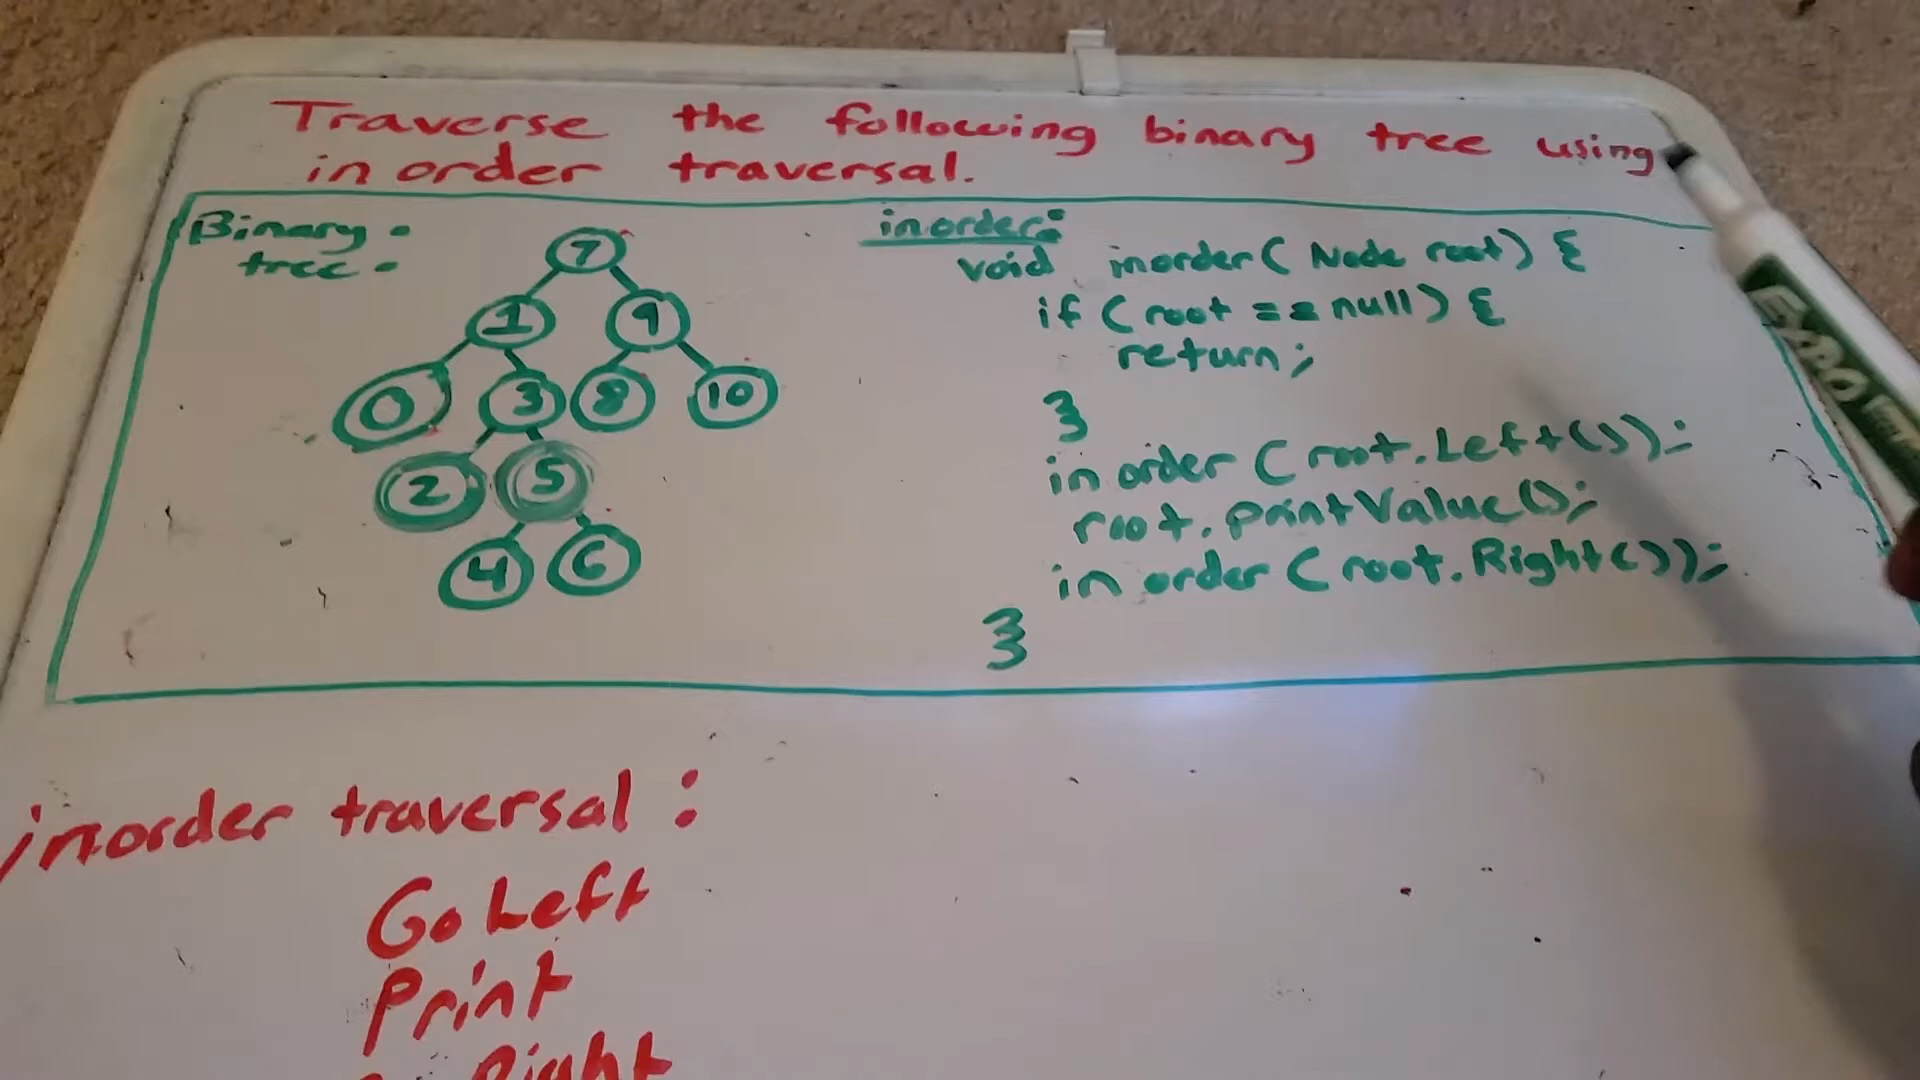 Traverse the following binary tree using
in order traversal.
Binary
tree:
7
1 9
0 3 8 10
2 5
4 6
inorder:
void inorder( Node root) {
if ( root == null) {
return;
}
in order ( root. Left());
root. printValue();
in order ( root. Right());
}
EXPO
inorder traversal:
Go Left
Print
Right